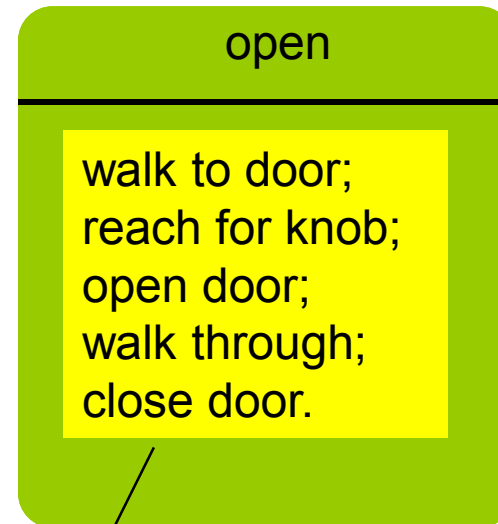 open
walk to door;
reach for knob;
open door;
walk through;
close door.